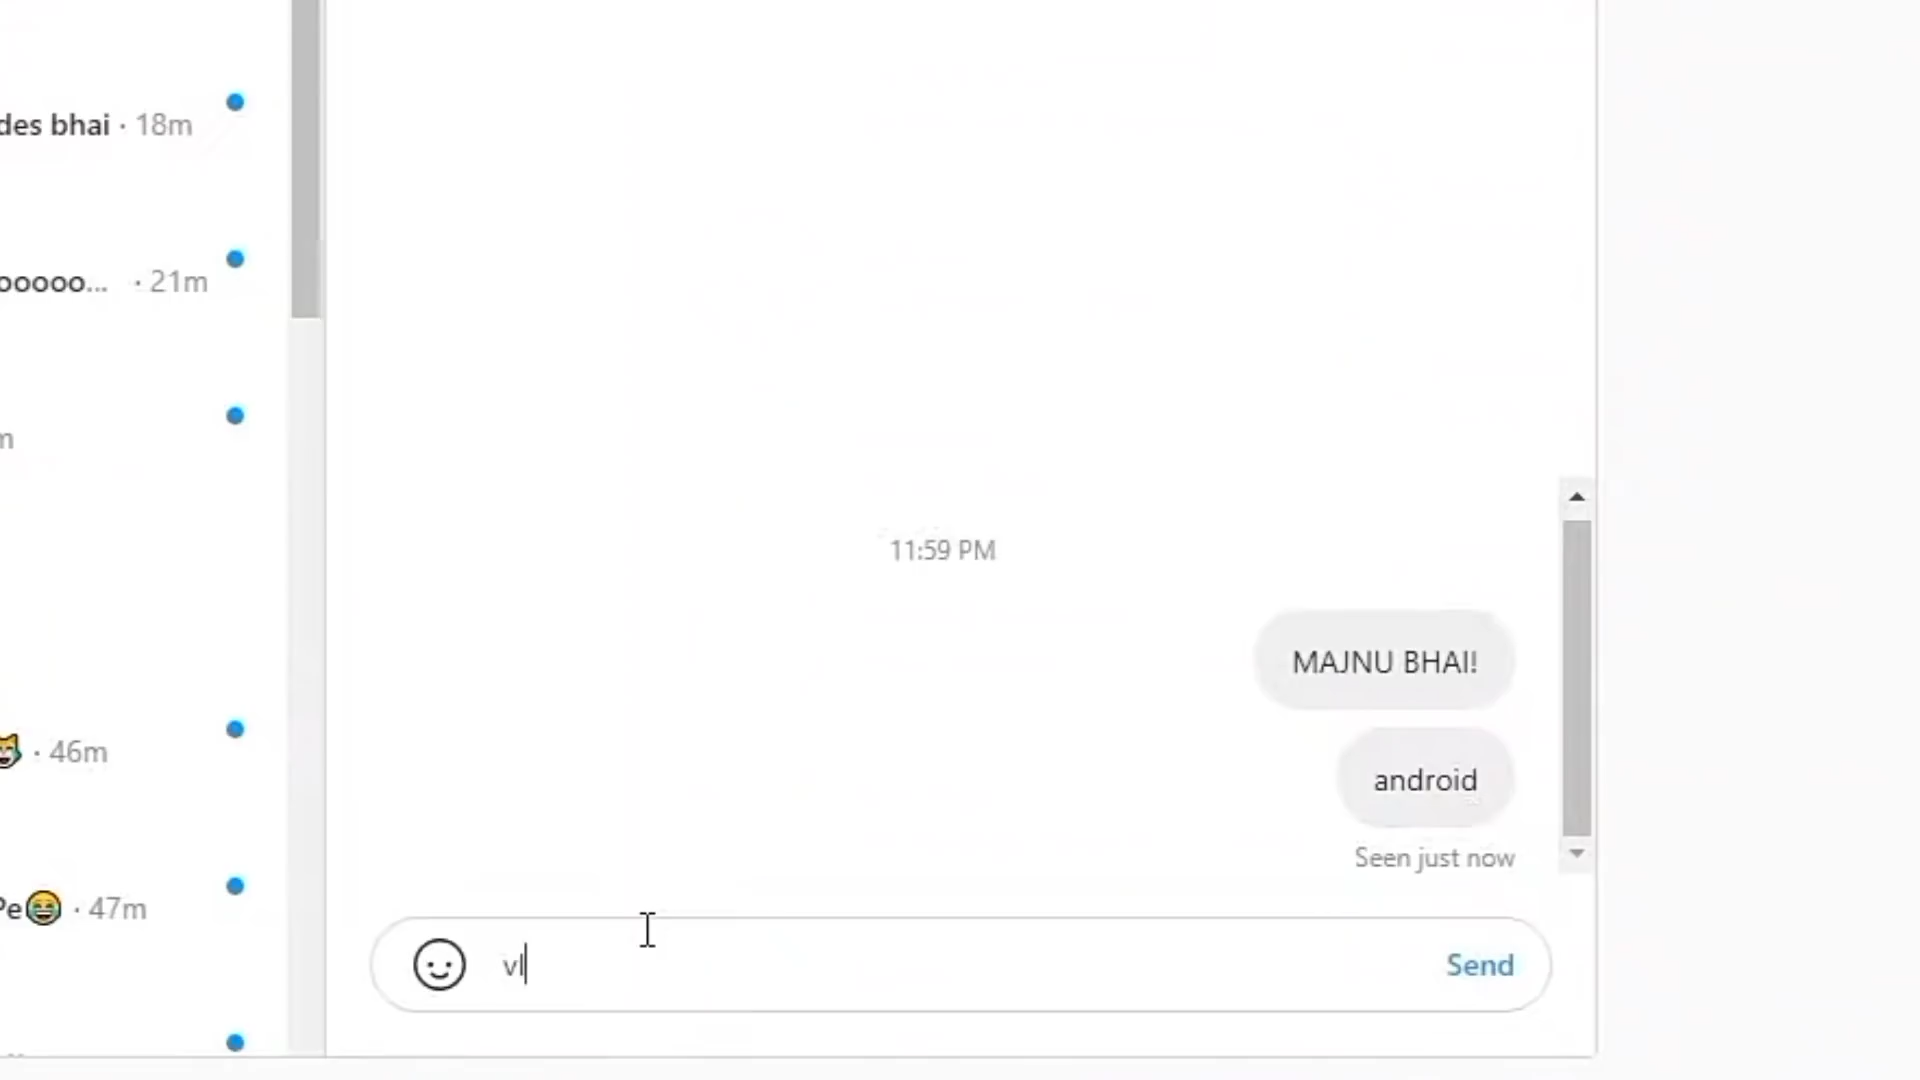 des bhai · 18m
ooooo... · 21m
m
· 46m
Pe😂 · 47m
11:59 PM
MAJNU BHAI!
android
Seen just now
vl
Send